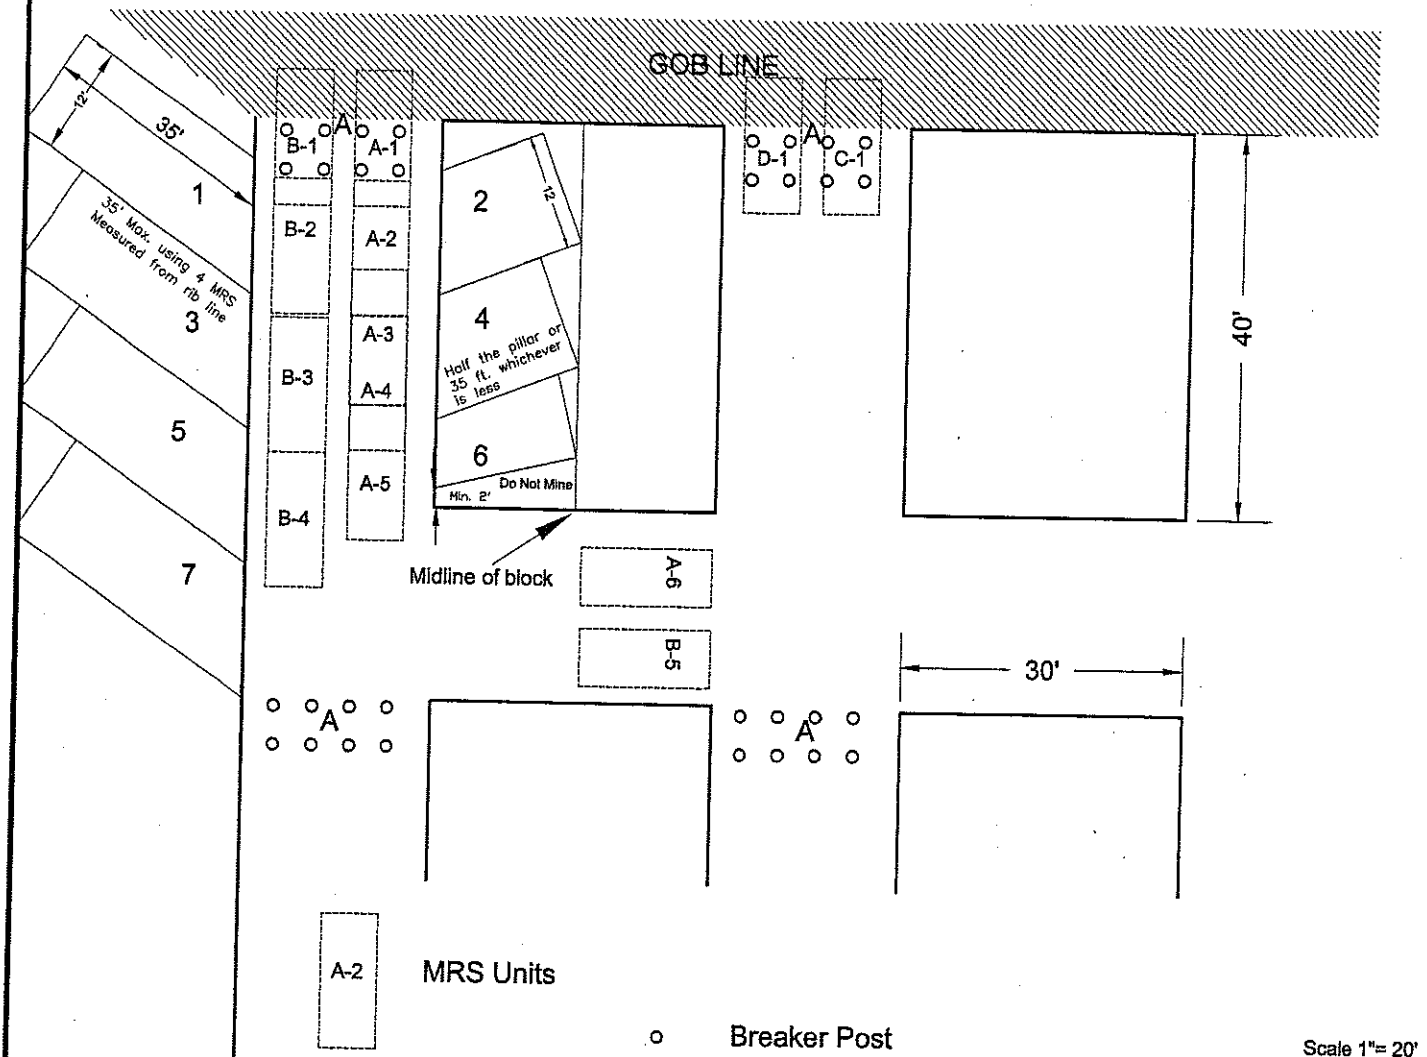 GOB LINE
12'
35'
1
35' Max. using 4 MRS
Measured from rib line
3
5
7
B-1
A
A-1
B-2
A-2
A-3
B-3
A-4
A-5
B-4
2
12
4
Half the pillar or
35 ft. whichever
is less
6
Do Not Mine
Min. 2'
Midline of block
D-1
A
C-1
40'
A-6
B-5
30'
A
A
A-2
MRS Units
Breaker Post
Scale 1"= 20'